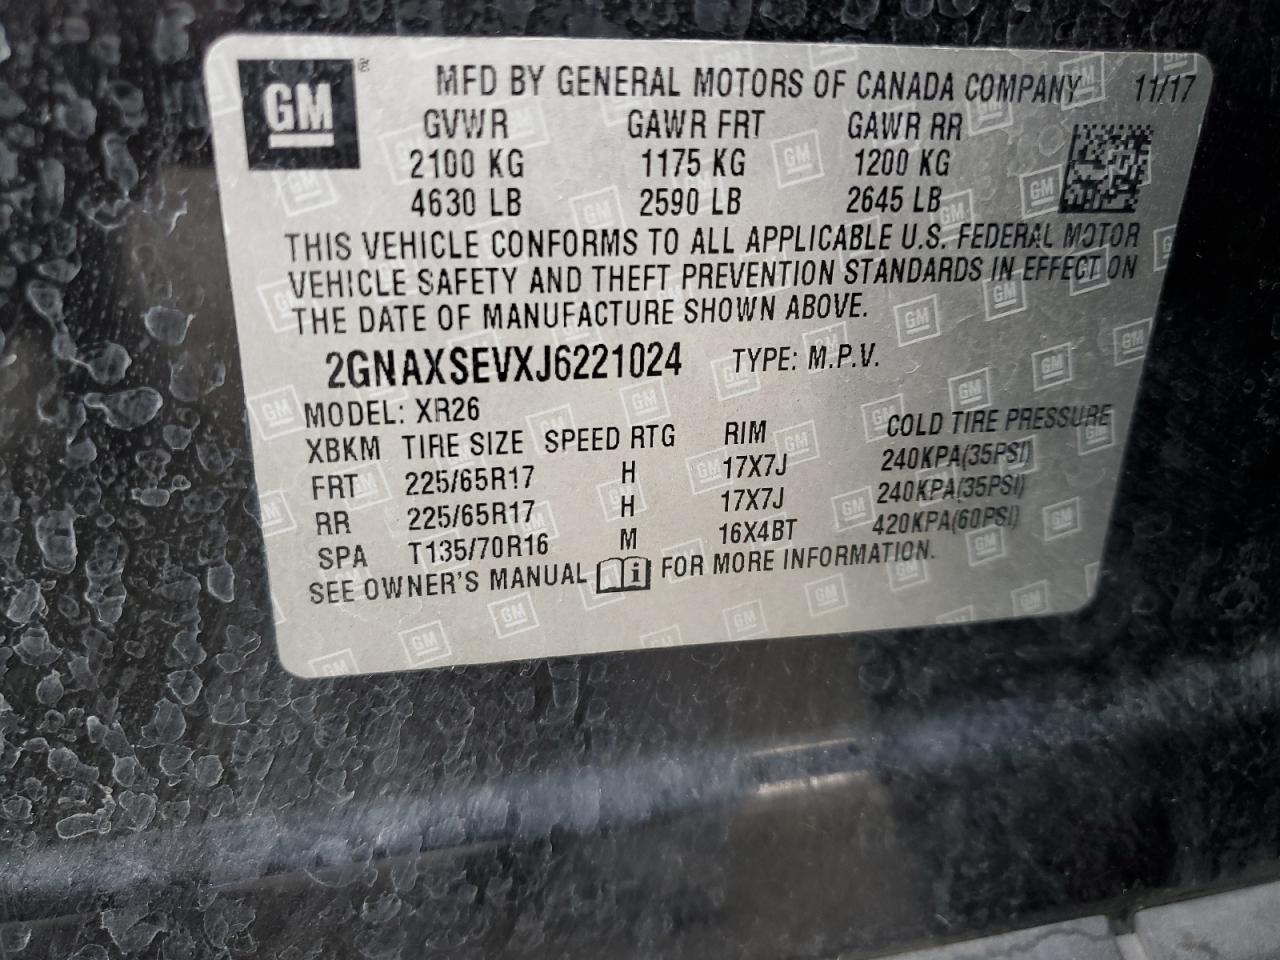 GM ® MFD BY GENERAL MOTORS OF CANADA COMPANY 11/17
GVWR GAWR FRT GAWR RR
2100 KG 1175 KG 1200 KG
4630 LB 2590 LB 2645 LB
THIS VEHICLE CONFORMS TO ALL APPLICABLE U.S. FEDERAL MOTOR
VEHICLE SAFETY AND THEFT PREVENTION STANDARDS IN EFFECT ON
THE DATE OF MANUFACTURE SHOWN ABOVE.
2GNAXSEVXJ6221024 TYPE: M.P.V.
MODEL: XR26
XBKM TIRE SIZE SPEED RTG RIM COLD TIRE PRESSURE
FRT 225/65R17 H 17X7J 240KPA(35PSI)
RR 225/65R17 H 17X7J 240KPA(35PSI)
SPA T135/70R16 M 16X4BT 420KPA(60PSI)
SEE OWNER'S MANUAL i FOR MORE INFORMATION.